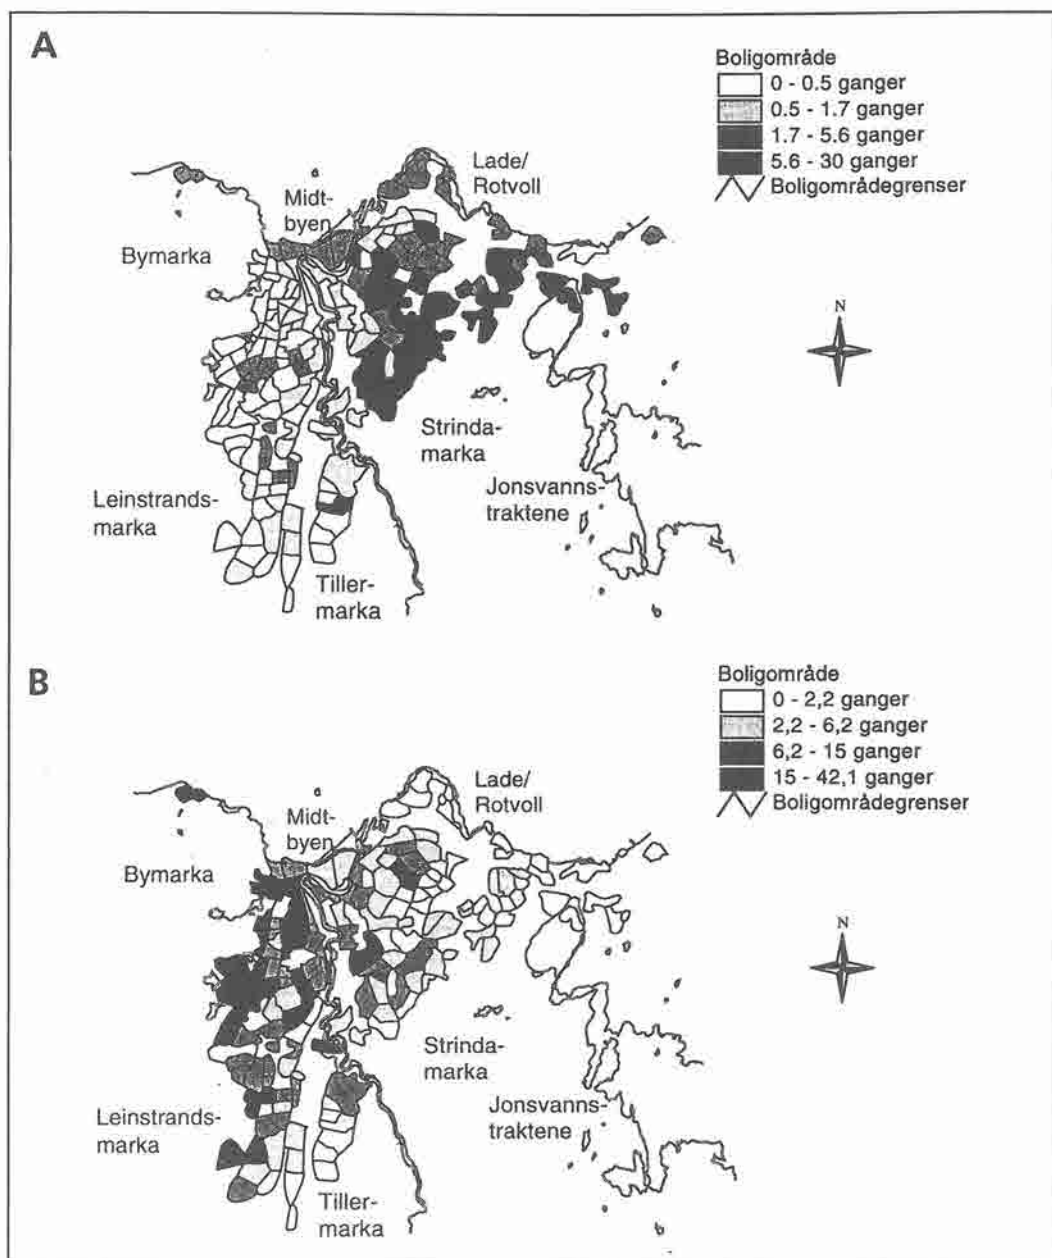 A
Boligområde
0 - 0.5 ganger
0.5 - 1.7 ganger
1.7 - 5.6 ganger
5.6 - 30 ganger
Boligområdegrenser
Lade/
Rotvoll
Midt-
byen
Bymarka
N
Strinda-
marka
Leinstrands-
marka
Jonsvanns-
traktene
Tiller-
marka
B
Boligområde
0 - 2,2 ganger
2,2 - 6,2 ganger
6,2 - 15 ganger
15 - 42,1 ganger
Boligområdegrenser
Lade/
Rotvoll
Midt-
byen
Bymarka
N
Strinda-
marka
Leinstrands-
marka
Jonsvanns-
traktene
Tiller-
marka